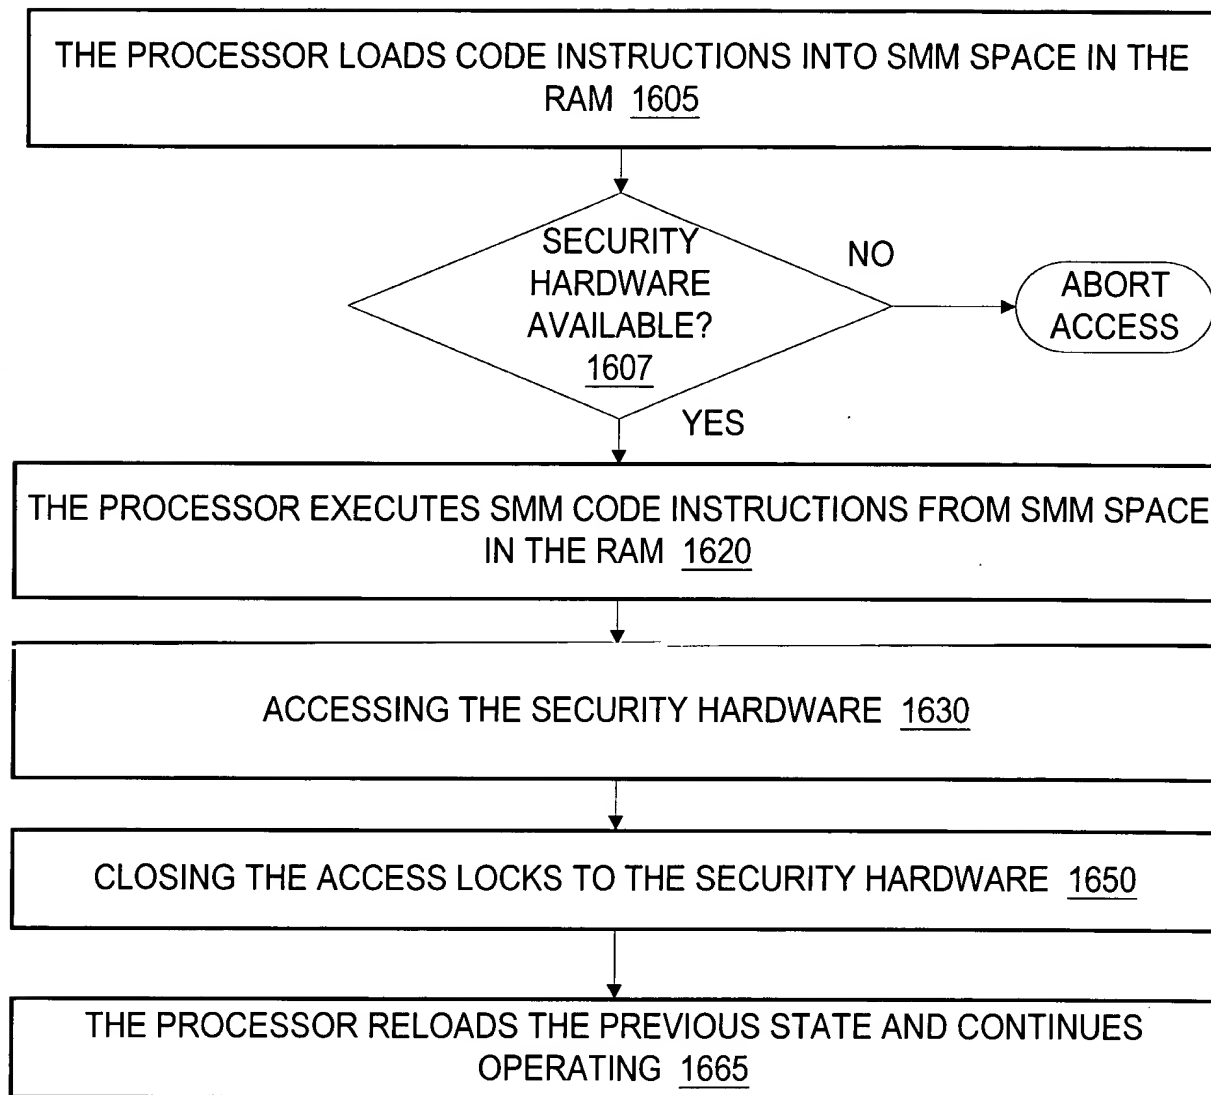 THE PROCESSOR LOADS CODE INSTRUCTIONS INTO SMM SPACE IN THE
RAM 1605
SECURITY
HARDWARE
AVAILABLE?
1607
NO
ABORT
ACCESS
YES
THE PROCESSOR EXECUTES SMM CODE INSTRUCTIONS FROM SMM SPACE
IN THE RAM 1620
ACCESSING THE SECURITY HARDWARE 1630
CLOSING THE ACCESS LOCKS TO THE SECURITY HARDWARE 1650
THE PROCESSOR RELOADS THE PREVIOUS STATE AND CONTINUES
OPERATING 1665